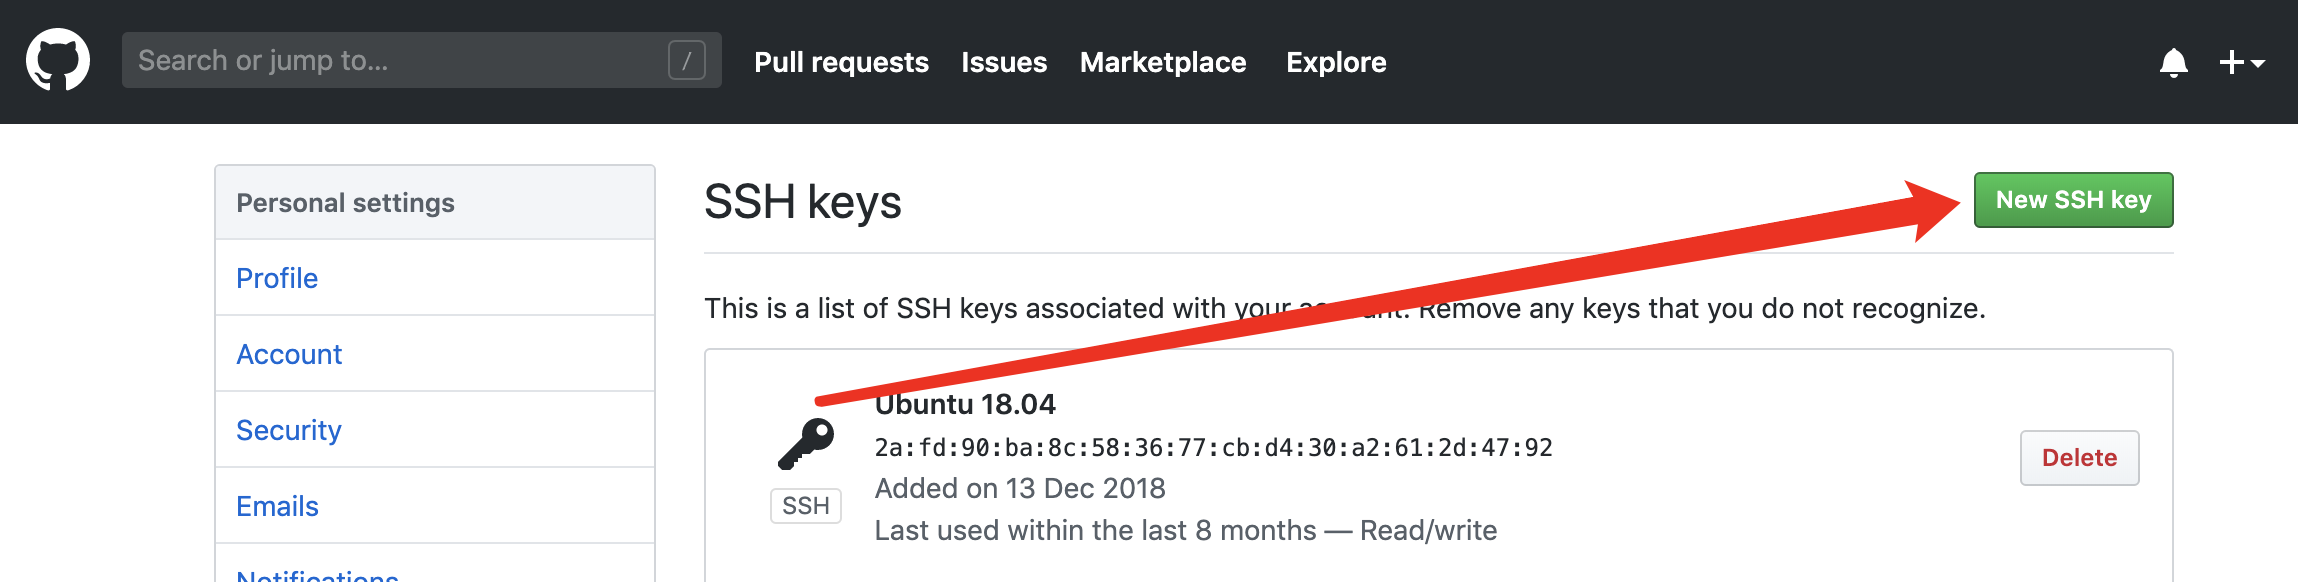 Search or jump to... /
Pull requests Issues Marketplace Explore
Personal settings
Profile
Account
Security
Emails
Notifications
SSH keys
New SSH key
This is a list of SSH keys associated with your account. Remove any keys that you do not recognize.
Ubuntu 18.04
2a:fd:90:ba:8c:58:36:77:cb:d4:30:a2:61:2d:47:92
Added on 13 Dec 2018
Last used within the last 8 months — Read/write
SSH
Delete